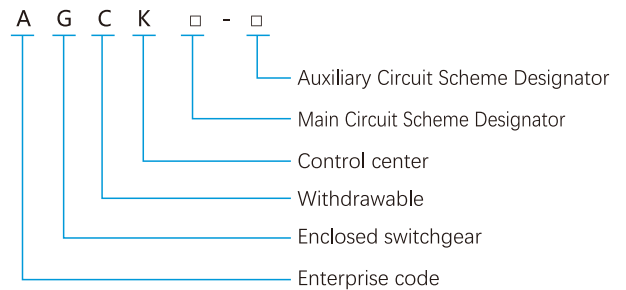 A G C K □ - □
Auxiliary Circuit Scheme Designator
Main Circuit Scheme Designator
Control center
Withdrawable
Enclosed switchgear
Enterprise code